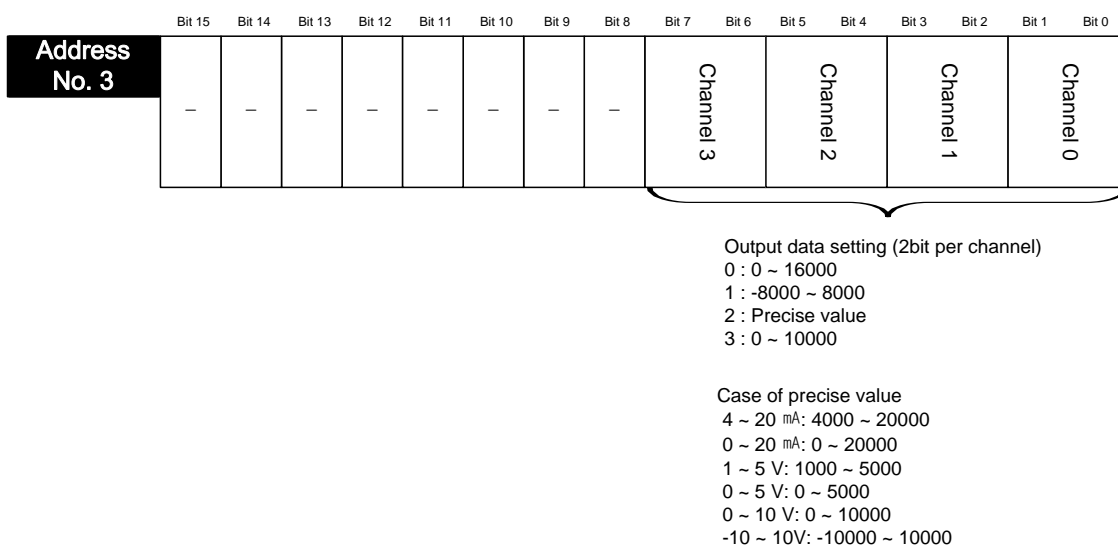 Bit 15 Bit 14 Bit 13 Bit 12 Bit 11 Bit 10 Bit 9 Bit 8 Bit 7 Bit 6 Bit 5 Bit 4 Bit 3 Bit 2 Bit 1 Bit 0
Address
No. 3
– – – – – – – –
Channel 3
Channel 2
Channel 1
Channel 0
Output data setting (2bit per channel)
0 : 0 ~ 16000
1 : -8000 ~ 8000
2 : Precise value
3 : 0 ~ 10000
Case of precise value
4 ~ 20 ㎃: 4000 ~ 20000
0 ~ 20 ㎃: 0 ~ 20000
1 ~ 5 V: 1000 ~ 5000
0 ~ 5 V: 0 ~ 5000
0 ~ 10 V: 0 ~ 10000
-10 ~ 10V: -10000 ~ 10000